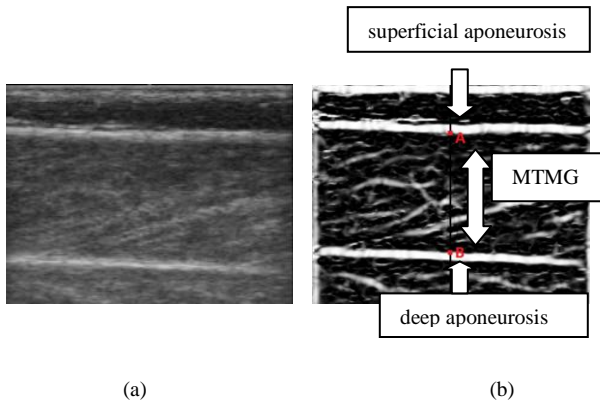 superficial aponeurosis
A
MTMG
B
deep aponeurosis
(a)
(b)